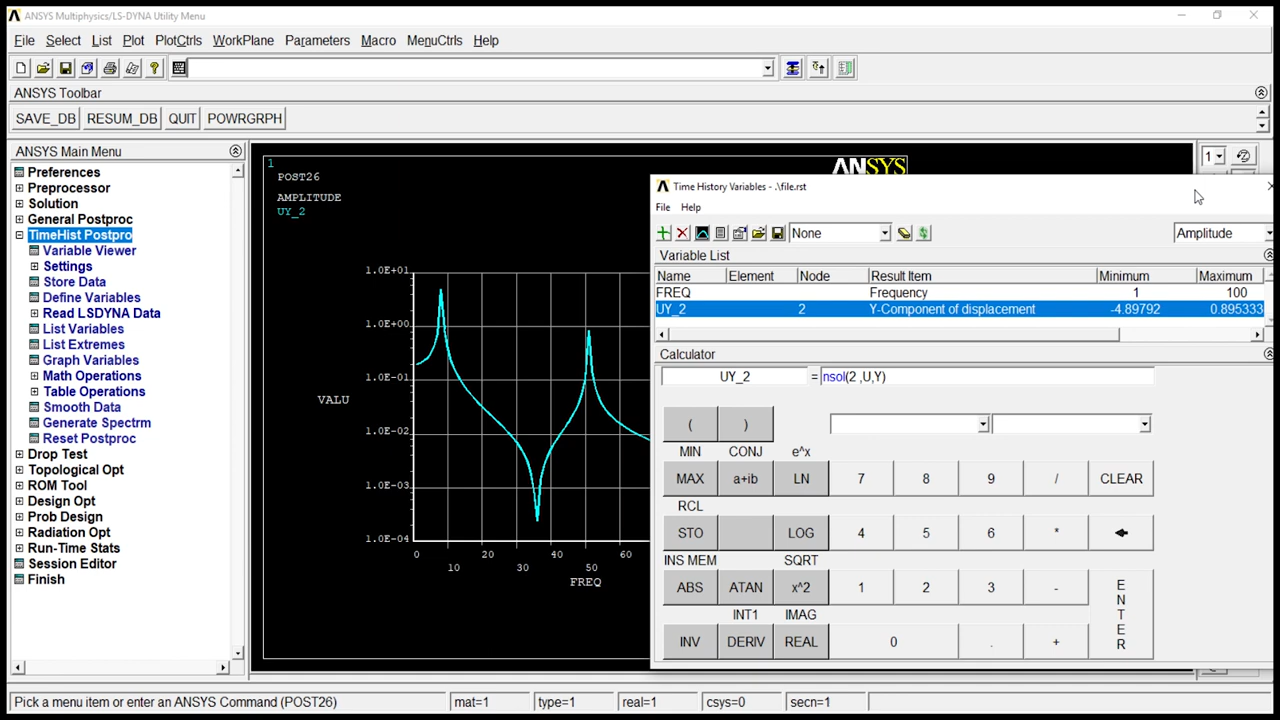 ANSYS Multiphysics/LS-DYNA Utility Menu
File Select List Plot PlotCtrls WorkPlane Parameters Macro MenuCtrls Help
ANSYS Toolbar
SAVE_DB RESUM_DB QUIT POWRGRPH
ANSYS Main Menu
Preferences
Preprocessor
Solution
General Postproc
TimeHist Postpro
Variable Viewer
Settings
Store Data
Define Variables
Read LSDYNA Data
List Variables
List Extremes
Graph Variables
Math Operations
Table Operations
Smooth Data
Generate Spectrm
Reset Postproc
Drop Test
Topological Opt
ROM Tool
Design Opt
Prob Design
Radiation Opt
Run-Time Stats
Session Editor
Finish
1
POST26
AMPLITUDE
UY_2
ANSYS
1
VALU
1.0E+01
1.0E+00
1.0E-01
1.0E-02
1.0E-03
1.0E-04
0 20 40 60
10 30 50
FREQ
Time History Variables - .\file.rst
File Help
None Amplitude
Variable List
Name Element Node Result Item Minimum Maximum
FREQ Frequency 1 100
UY_2 2 Y-Component of displacement -4.89792 0.895333
Calculator
UY_2 = nsol(2 ,U,Y)
( )
MIN CONJ e^x
MAX a+ib LN 7 8 9 / CLEAR
RCL
STO LOG 4 5 6 *
INS MEM SQRT
ABS ATAN x^2 1 2 3 - ENTER
INT1 IMAG
INV DERIV REAL 0 . +
Pick a menu item or enter an ANSYS Command (POST26) mat=1 type=1 real=1 csys=0 secn=1